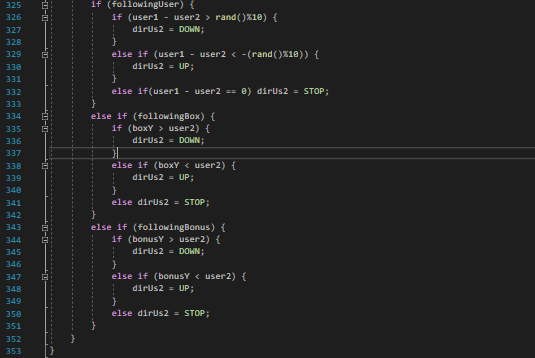 325 if (followingUser) {
326 if (user1 - user2 > rand()%10) {
327 dirUs2 = DOWN;
328 }
329 else if (user1 - user2 < -(rand()%10)) {
330 dirUs2 = UP;
331 }
332 else if(user1 - user2 == 0) dirUs2 = STOP;
333 }
334 else if (followingBox) {
335 if (boxY > user2) {
336 dirUs2 = DOWN;
337 }
338 else if (boxY < user2) {
339 dirUs2 = UP;
340 }
341 else dirUs2 = STOP;
342 }
343 else if (followingBonus) {
344 if (bonusY > user2) {
345 dirUs2 = DOWN;
346 }
347 else if (bonusY < user2) {
348 dirUs2 = UP;
349 }
350 else dirUs2 = STOP;
351 }
352 }
353 }